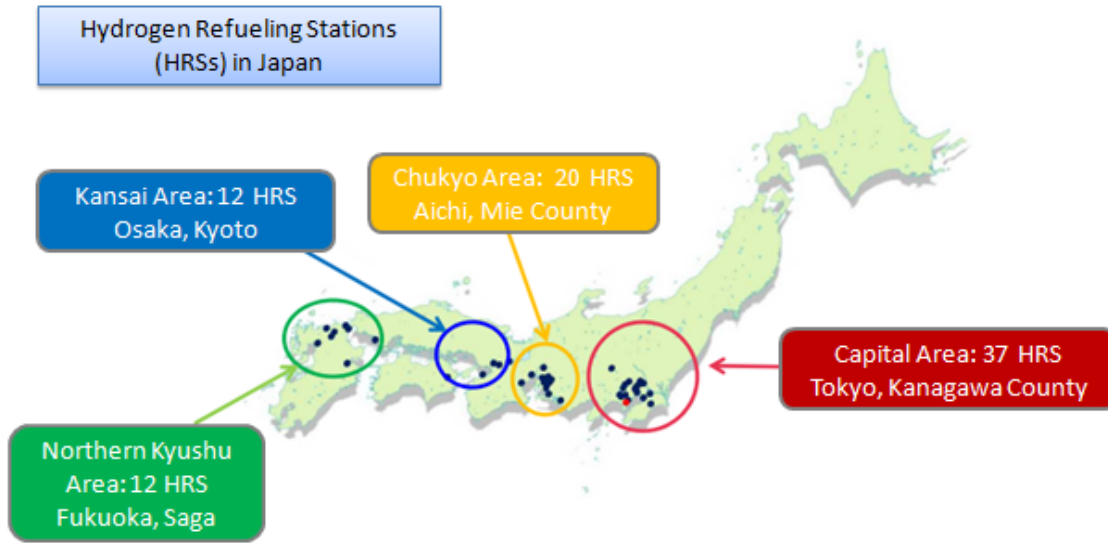 Hydrogen Refueling Stations
(HRSs) in Japan
Kansai Area: 12 HRS
Osaka, Kyoto
Chukyo Area: 20 HRS
Aichi, Mie County
Capital Area: 37 HRS
Tokyo, Kanagawa County
Northern Kyushu
Area: 12 HRS
Fukuoka, Saga